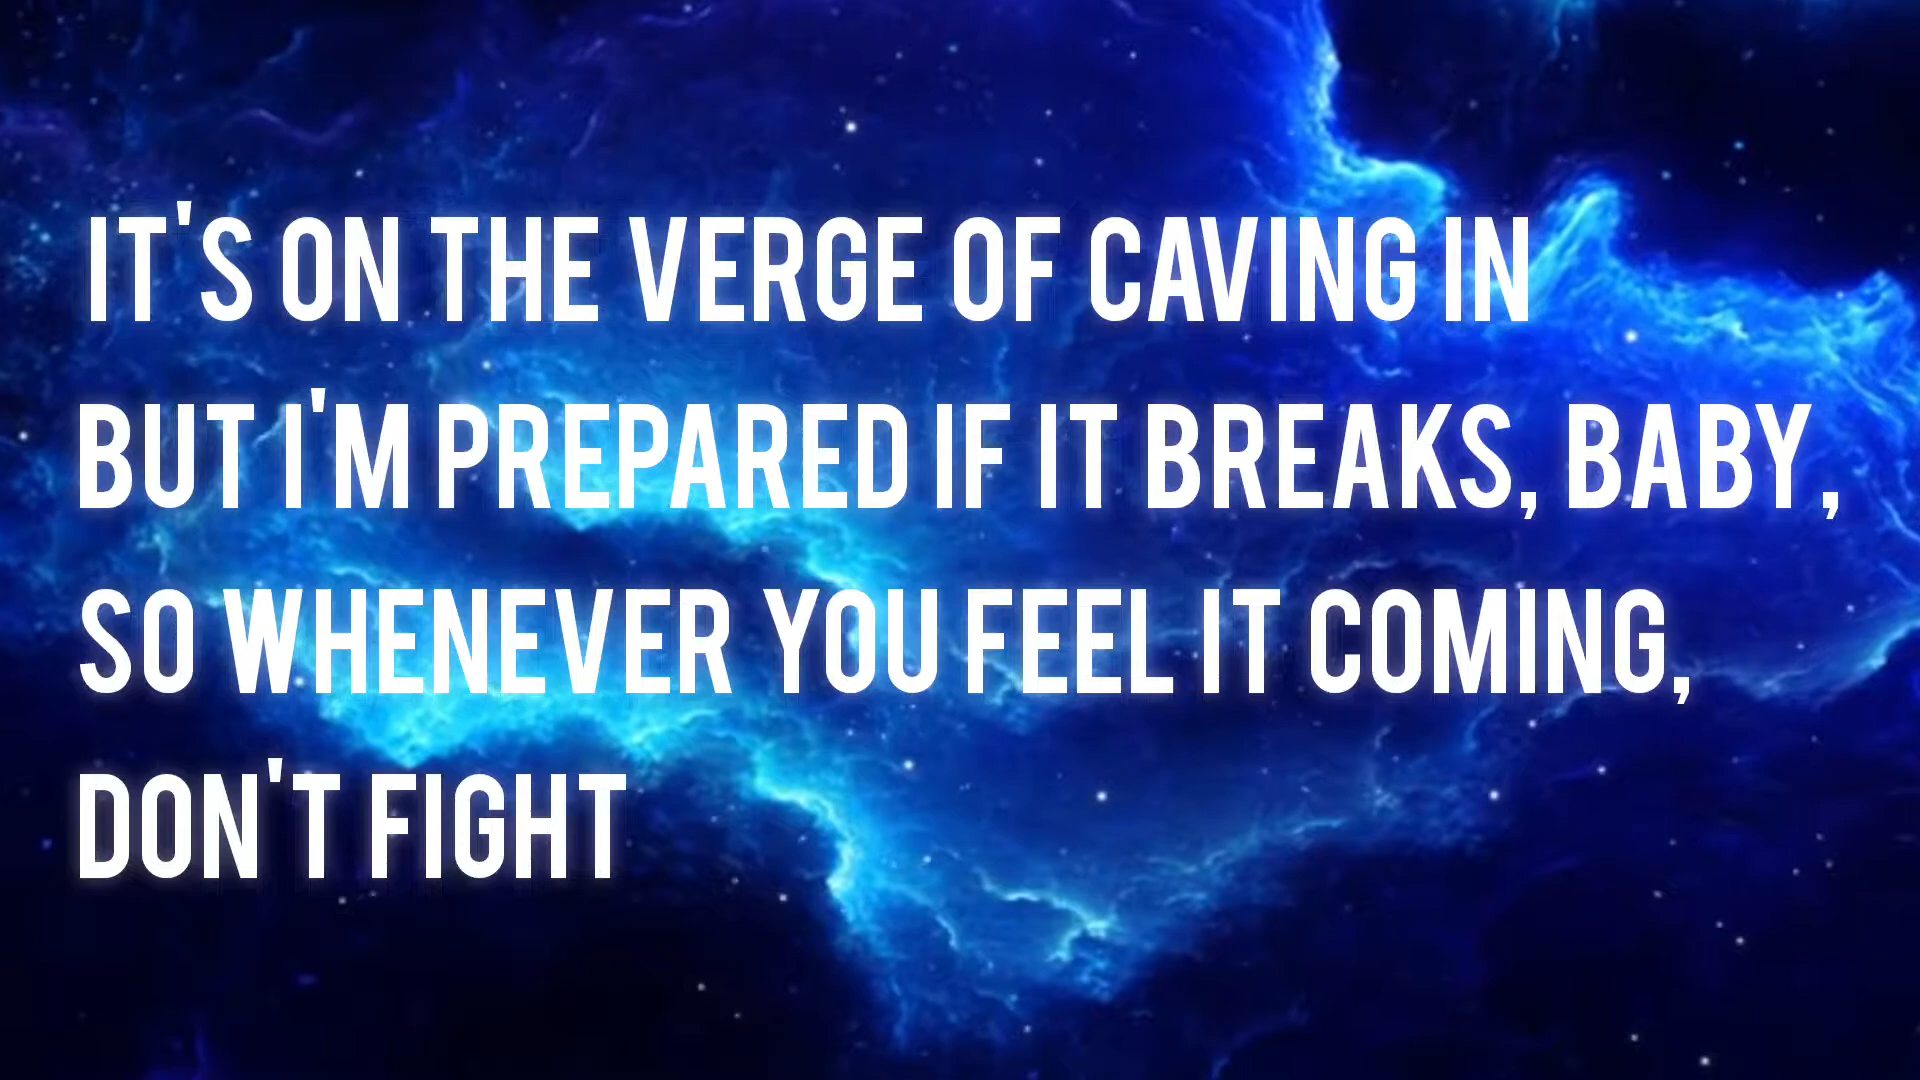 IT'S ON THE VERGE OF CAVING IN
BUT I'M PREPARED IF IT BREAKS, BABY,
SO WHENEVER YOU FEEL IT COMING,
DON'T FIGHT